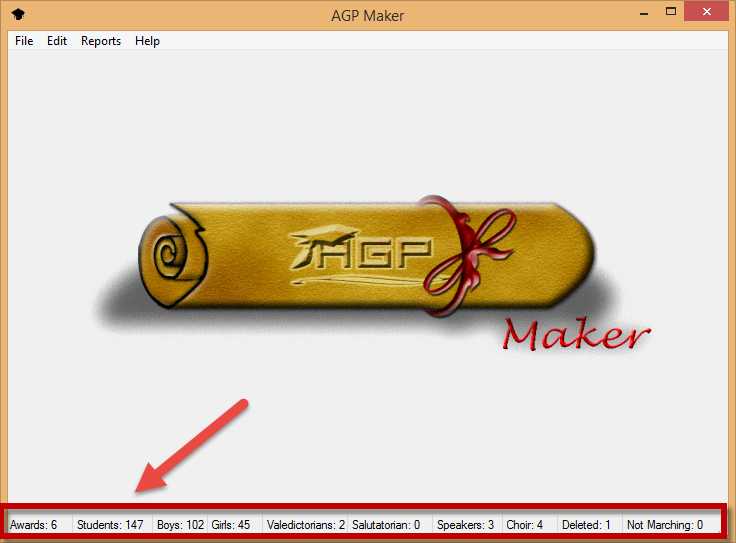 AGP Maker
File Edit Reports Help
AGP
Maker
Awards: 6 Students: 147 Boys: 102 Girls: 45 Valedictorians: 2 Salutatorian: 0 Speakers: 3 Choir: 4 Deleted: 1 Not Marching: 0